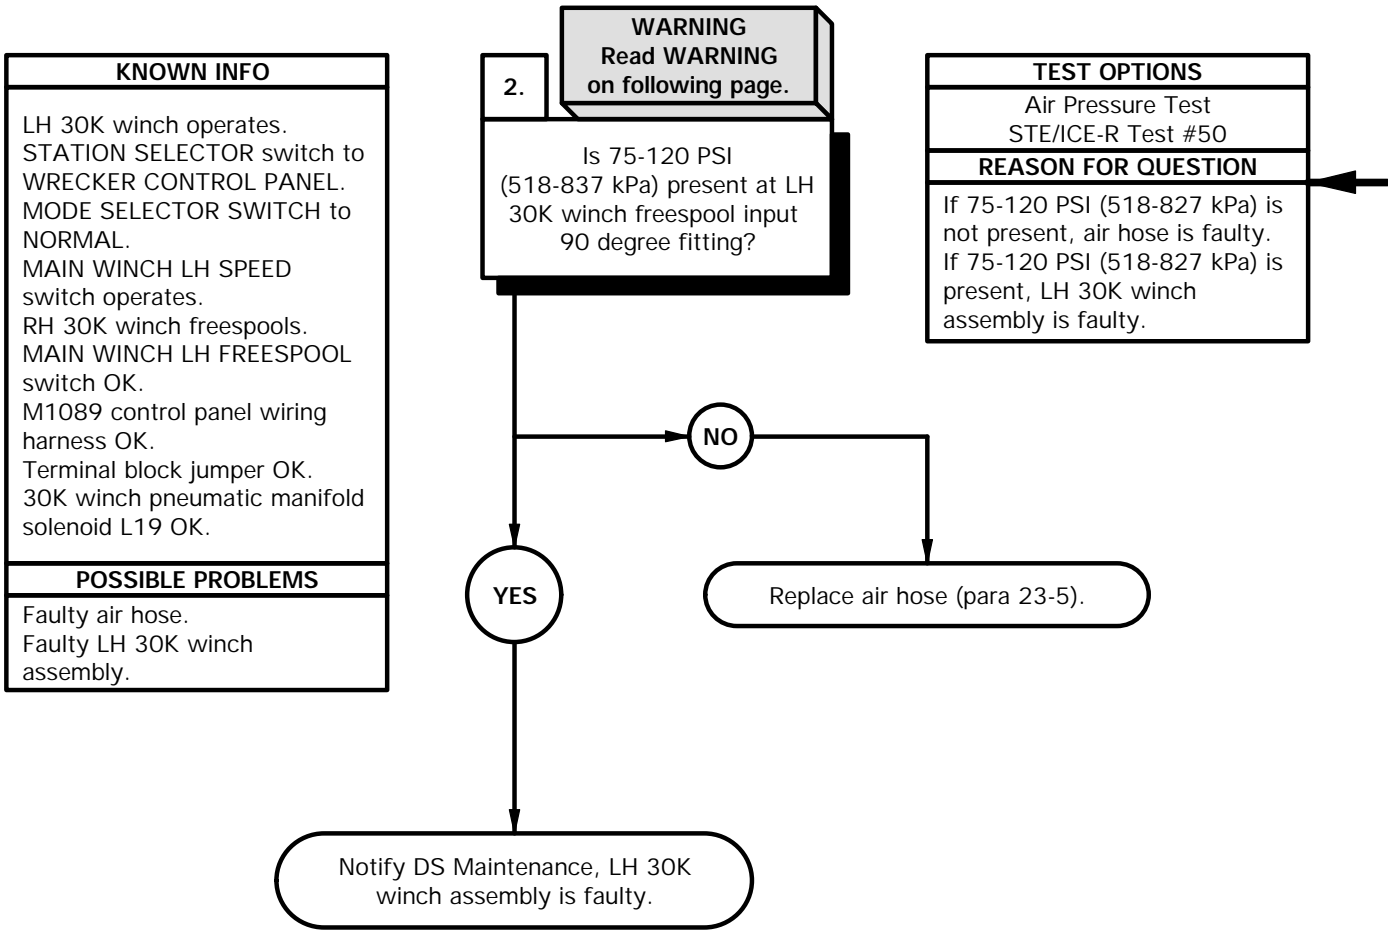 KNOWN INFO
LH 30K winch operates.
STATION SELECTOR switch to
WRECKER CONTROL PANEL.
MODE SELECTOR SWITCH to
NORMAL.
MAIN WINCH LH SPEED
switch operates.
RH 30K winch freespools.
MAIN WINCH LH FREESPOOL
switch OK.
M1089 control panel wiring
harness OK.
Terminal block jumper OK.
30K winch pneumatic manifold
solenoid L19 OK.
POSSIBLE PROBLEMS
Faulty air hose.
Faulty LH 30K winch
assembly.
WARNING
Read WARNING
on following page.
2.
Is 75-120 PSI
(518-837 kPa) present at LH
30K winch freespool input
90 degree fitting?
TEST OPTIONS
Air Pressure Test
STE/ICE-R Test #50
REASON FOR QUESTION
If 75-120 PSI (518-827 kPa) is
not present, air hose is faulty.
If 75-120 PSI (518-827 kPa) is
present, LH 30K winch
assembly is faulty.
NO
YES
Replace air hose (para 23-5).
Notify DS Maintenance, LH 30K
winch assembly is faulty.